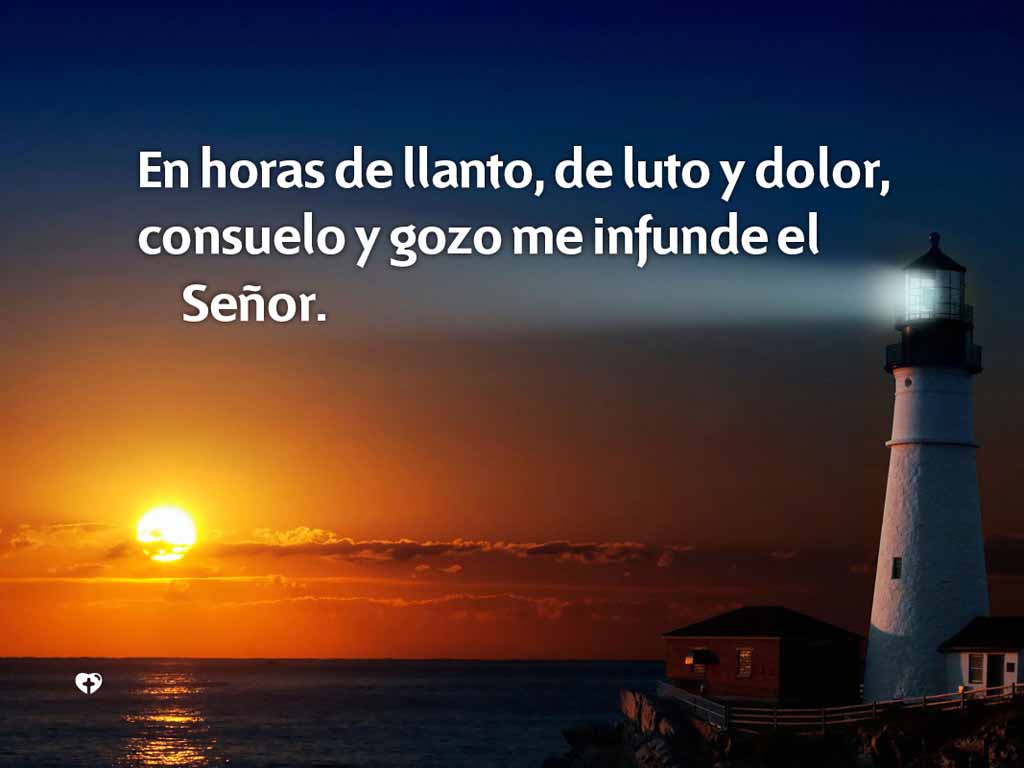 En horas de llanto, de luto y dolor,
consuelo y gozo me infunde el
Señor.